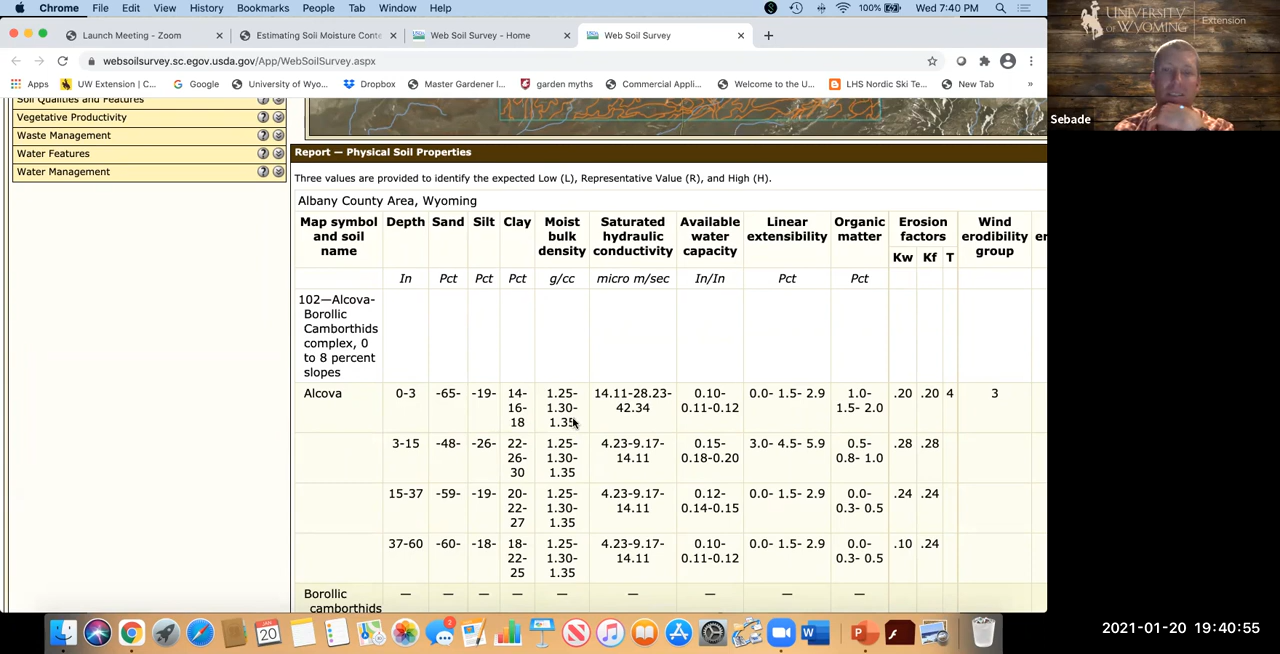 Chrome File Edit View History Bookmarks People Tab Window Help 100% Wed 7:40 PM
Launch Meeting - Zoom Estimating Soil Moisture Conte Web Soil Survey - Home Web Soil Survey
websoilsurvey.sc.egov.usda.gov/App/WebSoilSurvey.aspx
Apps UW Extension | C... Google University of Wyo... Dropbox Master Gardener I... garden myths Commercial Appl... Welcome to the U... LHS Nordic Ski Te... New Tab »
Soil Qualities and Features
Vegetative Productivity
Waste Management
Water Features
Water Management
Report — Physical Soil Properties
Three values are provided to identify the expected Low (L), Representative Value (R), and High (H).
Albany County Area, Wyoming
Map symbol and soil name Depth Sand Silt Clay Moist bulk density Saturated hydraulic conductivity Available water capacity Linear extensibility Organic matter Erosion factors Wind erodibility group
Kw Kf T
In Pct Pct Pct g/cc micro m/sec In/In Pct Pct
102—Alcova-
Borollic
Camborthids
complex, 0
to 8 percent
slopes
Alcova 0-3 -65- -19- 14-16-18 1.25-1.30-1.35 14.11-28.23-42.34 0.10-0.11-0.12 0.0- 1.5- 2.9 1.0-1.5- 2.0 .20 .20 4 3
3-15 -48- -26- 22-26-30 1.25-1.30-1.35 4.23-9.17-14.11 0.15-0.18-0.20 3.0- 4.5- 5.9 0.5-0.8- 1.0 .28 .28
15-37 -59- -19- 20-22-27 1.25-1.30-1.35 4.23-9.17-14.11 0.12-0.14-0.15 0.0- 1.5- 2.9 0.0-0.3- 0.5 .24 .24
37-60 -60- -18- 18-22-25 1.25-1.30-1.35 4.23-9.17-14.11 0.10-0.11-0.12 0.0- 1.5- 2.9 0.0-0.3- 0.5 .10 .24
Borollic — — — — — — — — —
camborthids
UNIVERSITY
OF WYOMING
Extension
Sebade
JAN
20
2
2021-01-20 19:40:55